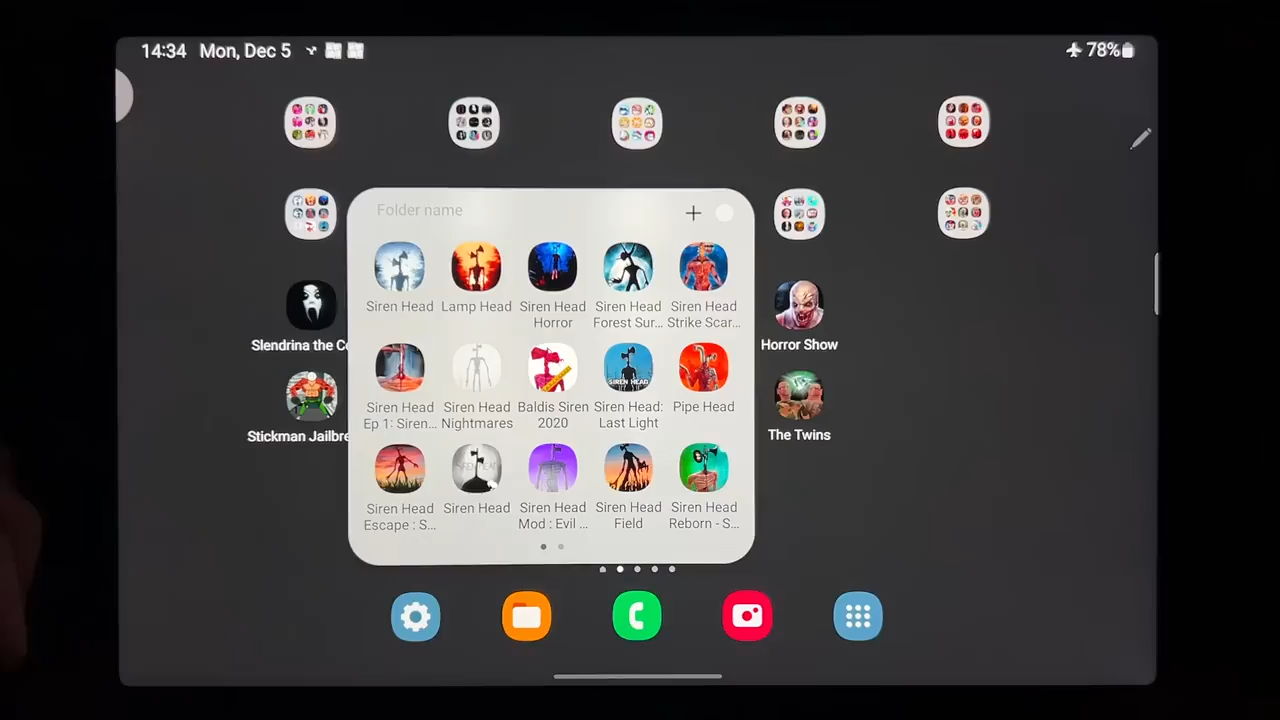 14:34 Mon, Dec 5
78%
Folder name
Siren Head
Lamp Head
Siren Head
Horror
Siren Head
Forest Sur...
Siren Head
Strike Scar...
Slendrina the Ce
Horror Show
Siren Head
Ep 1: Siren...
Siren Head
Nightmares
Baldis Siren
2020
SIREN HEAD
Siren Head:
Last Light
Pipe Head
Stickman Jailbre
The Twins
Siren Head
Escape : S...
Siren Head
Siren Head
Mod : Evil ...
Siren Head
Field
Siren Head
Reborn - S...